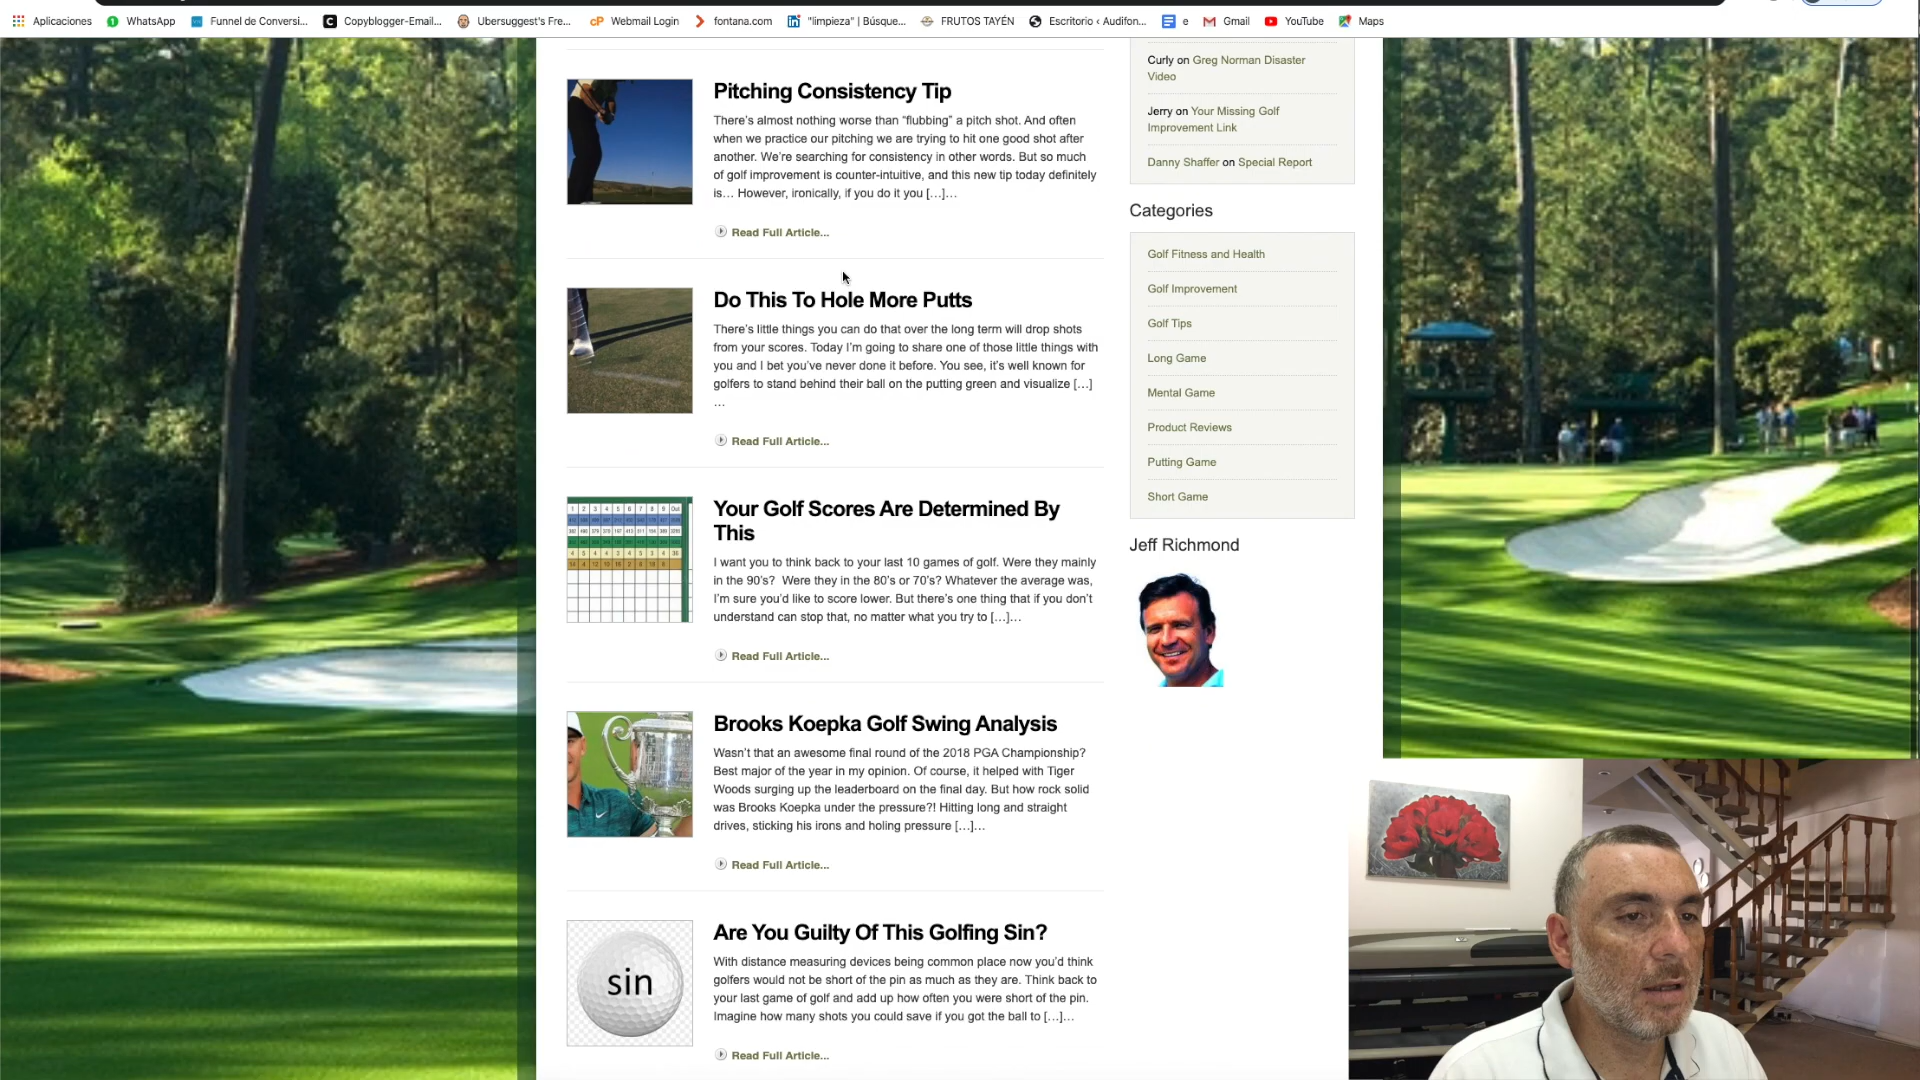 Aplicaciones WhatsApp Funnel de Conversi... Copyblogger-Email... Ubersuggest's Fre... Webmail Login fontana.com "limpieza" | Búsque... FRUTOS TAYÉN Escritorio ‹ Audifon... e Gmail YouTube Maps
Pitching Consistency Tip
There's almost nothing worse than "flubbing" a pitch shot. And often
when we practice our pitching we are trying to hit one good shot after
another. We're searching for consistency in other words. But so much
of golf improvement is counter-intuitive, and this new tip today definitely
is… However, ironically, if you do it you […]…
Read Full Article...
Do This To Hole More Putts
There's little things you can do that over the long term will drop shots
from your scores. Today I'm going to share one of those little things with
you and I bet you've never done it before. You see, it's well known for
golfers to stand behind their ball on the putting green and visualize […]
…
Read Full Article...
Your Golf Scores Are Determined By
This
I want you to think back to your last 10 games of golf. Were they mainly
in the 90's? Were they in the 80's or 70's? Whatever the average was,
I'm sure you'd like to score lower. But there's one thing that if you don't
understand can stop that, no matter what you try to […]…
Read Full Article...
Brooks Koepka Golf Swing Analysis
Wasn't that an awesome final round of the 2018 PGA Championship?
Best major of the year in my opinion. Of course, it helped with Tiger
Woods surging up the leaderboard on the final day. But how rock solid
was Brooks Koepka under the pressure?! Hitting long and straight
drives, sticking his irons and holing pressure […]…
Read Full Article...
sin
Are You Guilty Of This Golfing Sin?
With distance measuring devices being common place now you'd think
golfers would not be short of the pin as much as they are. Think back to
your last game of golf and add up how often you were short of the pin.
Imagine how many shots you could save if you got the ball to […]…
Read Full Article...
Curly on Greg Norman Disaster
Video
Jerry on Your Missing Golf
Improvement Link
Danny Shaffer on Special Report
Categories
Golf Fitness and Health
Golf Improvement
Golf Tips
Long Game
Mental Game
Product Reviews
Putting Game
Short Game
Jeff Richmond